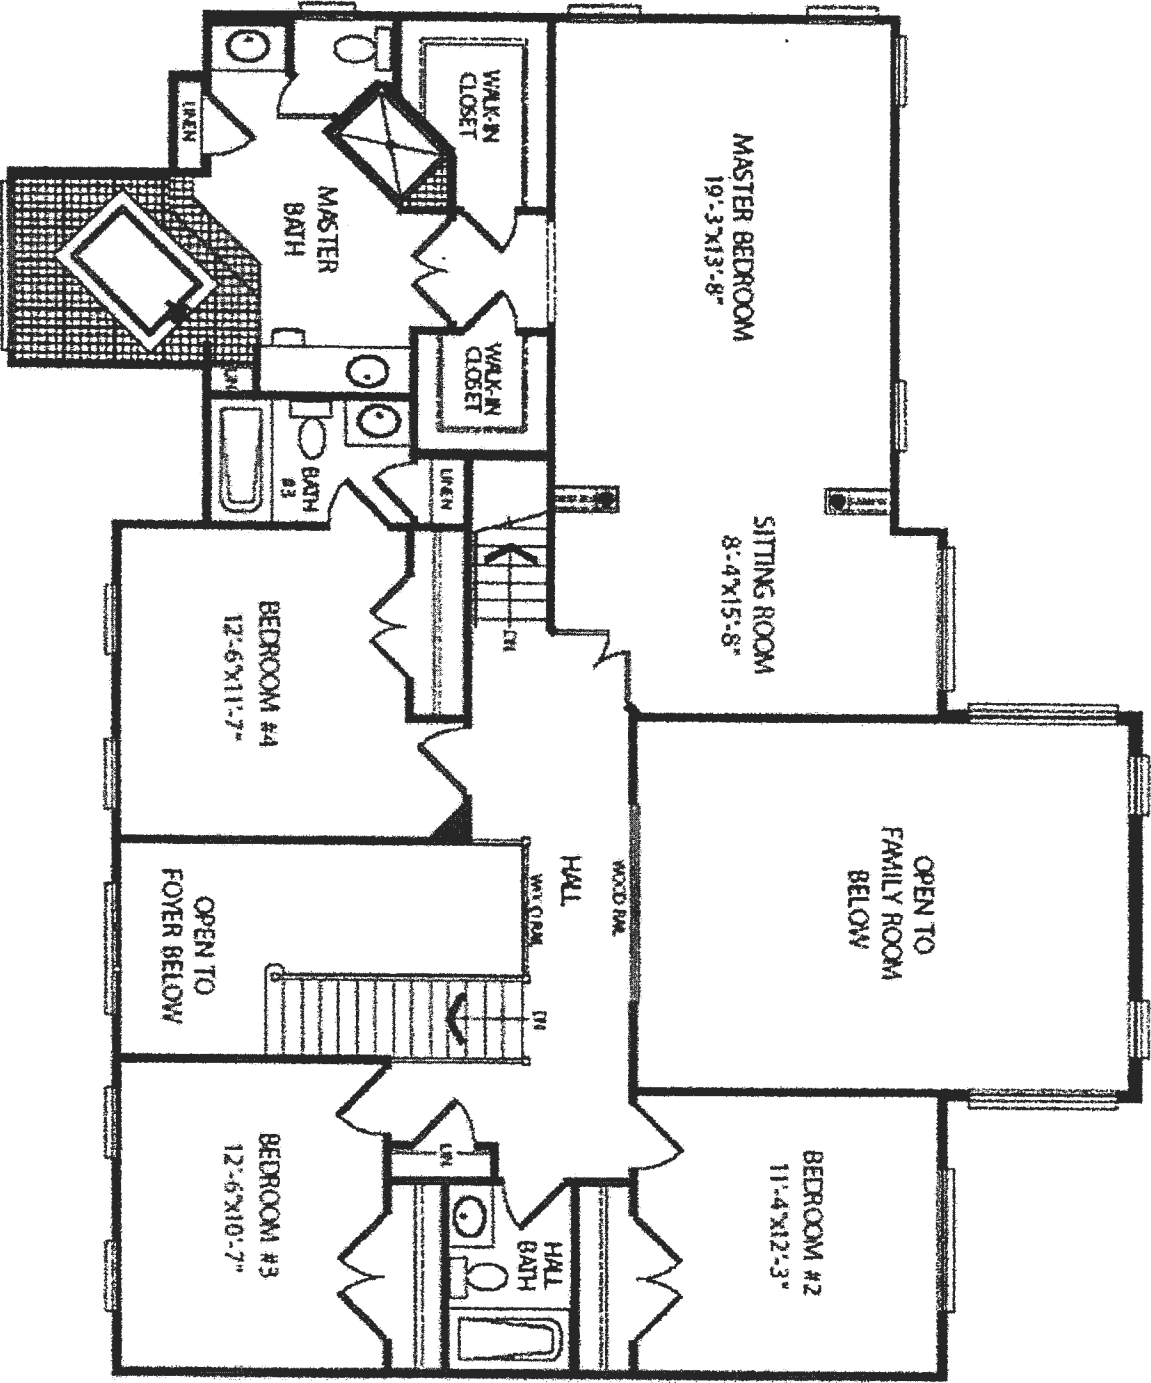 OPEN TO
FAMILY ROOM
BELOW
MASTER BEDROOM
19'-3"x13'-8"
SITTING ROOM
8'-4"x15'-8"
BEDROOM #2
11'-4"x12'-3"
WOOD RAIL
HALL
WOOD RAIL
DN
DN
WALK-IN
CLOSET
WALK-IN
CLOSET
LINEN
LIN.
HALL
BATH
MASTER
BATH
BATH
#3
LIN
LINEN
BEDROOM #4
12'-6"x11'-7"
OPEN TO
FOYER BELOW
BEDROOM #3
12'-6"x10'-7"